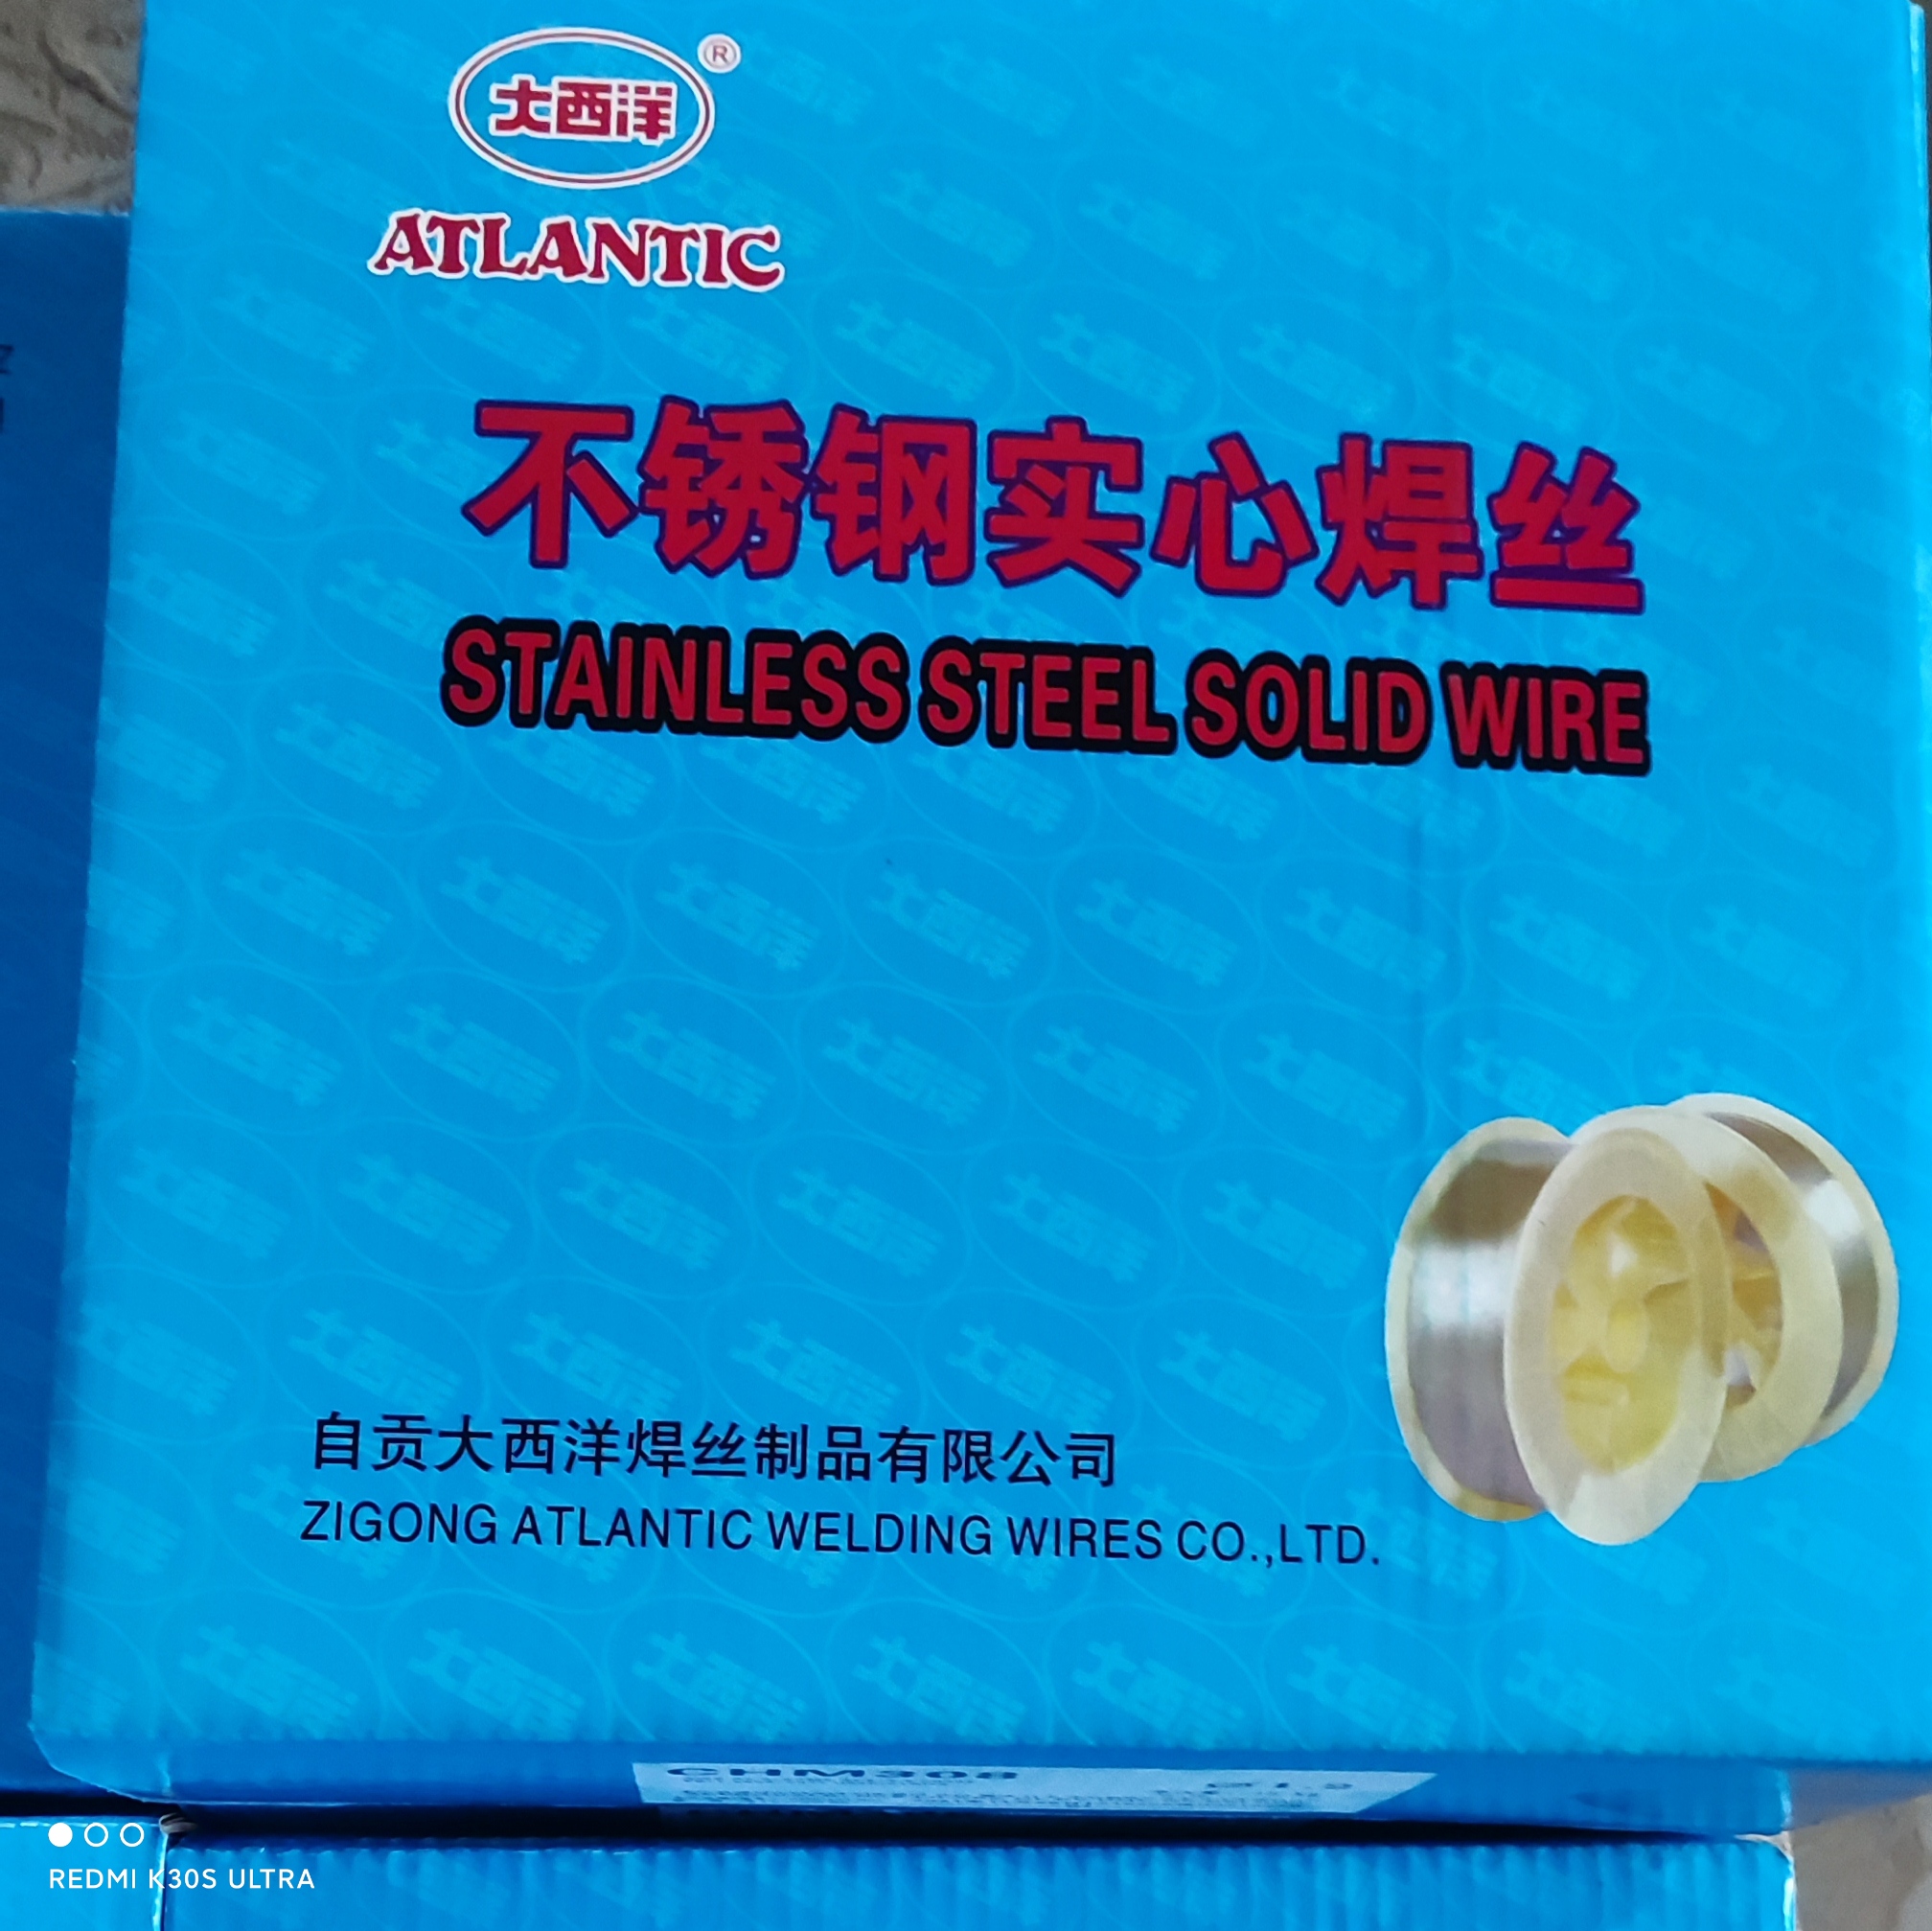 大西洋®
ATLANTIC
不锈钢实心焊丝
STAINLESS STEEL SOLID WIRE
自贡大西洋焊丝制品有限公司
ZIGONG ATLANTIC WELDING WIRES CO.,LTD.
CHM308
REDMI K30S ULTRA